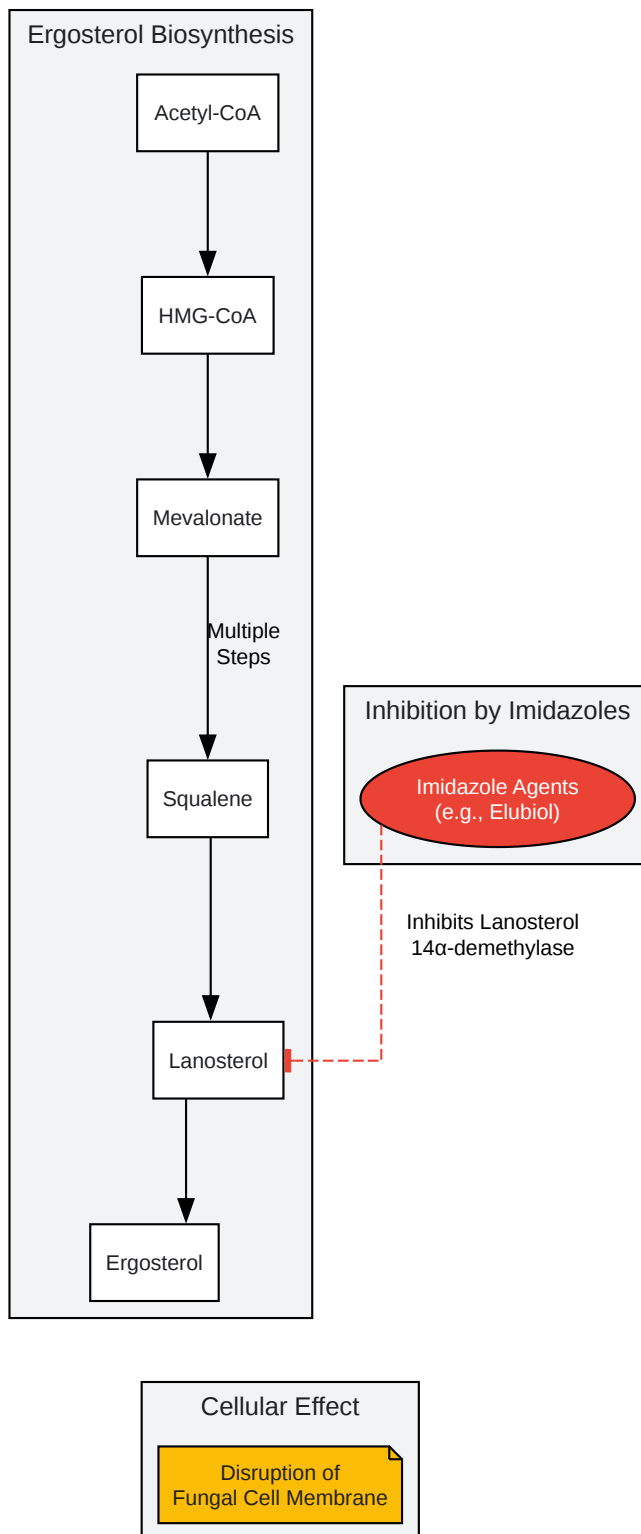 Ergosterol Biosynthesis
Acetyl-CoA
HMG-CoA
Mevalonate
Multiple
Steps
Squalene
Lanosterol
Ergosterol
Inhibition by Imidazoles
Imidazole Agents
(e.g., Elubiol)
Inhibits Lanosterol
14α-demethylase
Cellular Effect
Disruption of
Fungal Cell Membrane